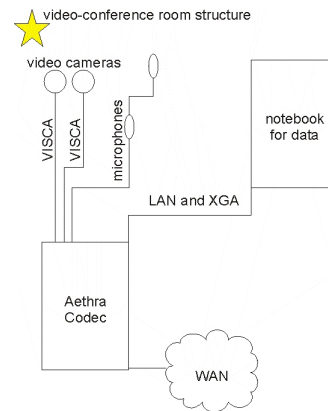 video-conference room structure
video cameras
VISCA
VISCA
microphones
notebook
for data
LAN and XGA
Aethra
Codec
WAN